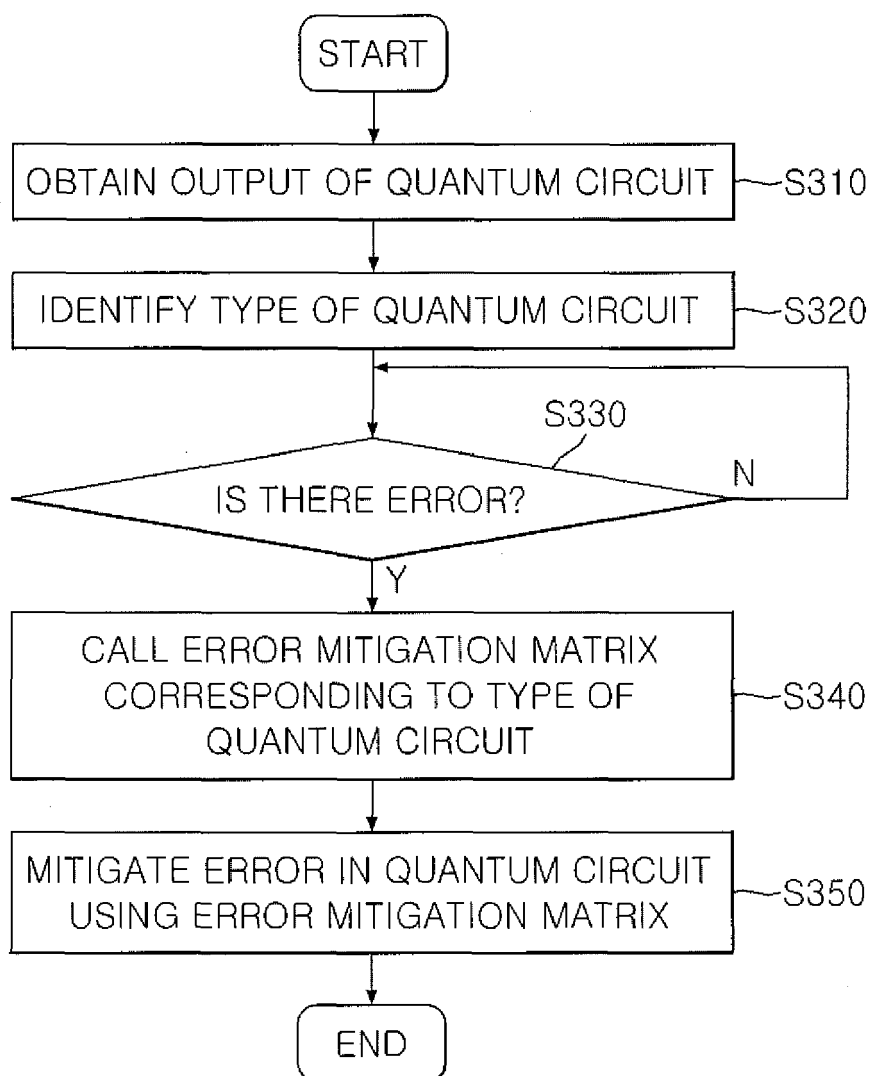 START
OBTAIN OUTPUT OF QUANTUM CIRCUIT
S310
IDENTIFY TYPE OF QUANTUM CIRCUIT
S320
S330
IS THERE ERROR?
N
Y
CALL ERROR MITIGATION MATRIX
CORRESPONDING TO TYPE OF
QUANTUM CIRCUIT
S340
MITIGATE ERROR IN QUANTUM CIRCUIT
USING ERROR MITIGATION MATRIX
S350
END